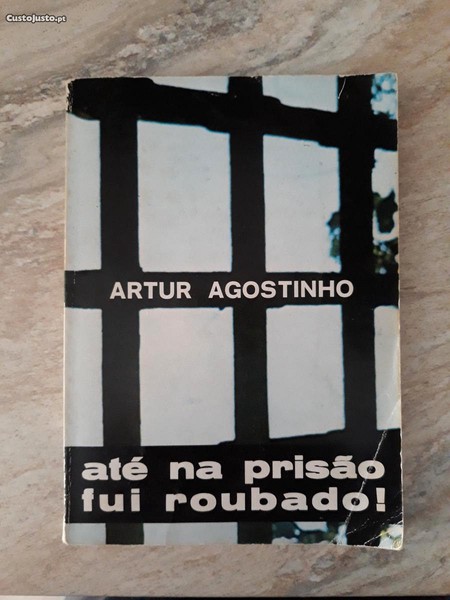 CustoJusto.pt
ARTUR AGOSTINHO
até na prisão
fui roubado!